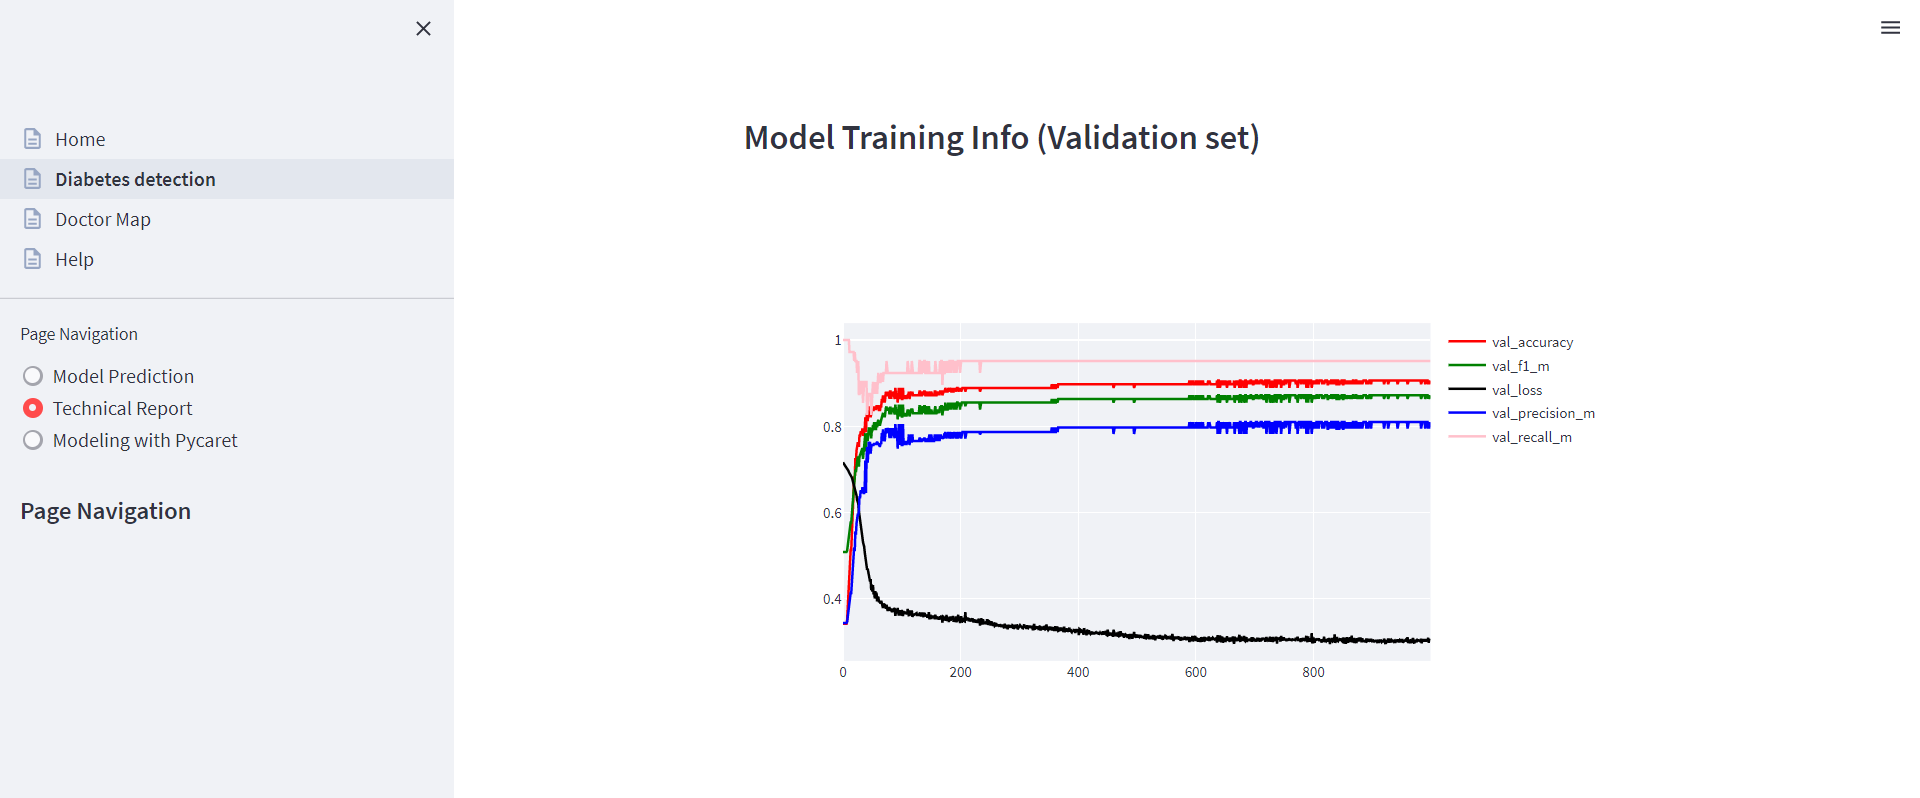 Home
Diabetes detection
Doctor Map
Help
Page Navigation
Model Prediction
Technical Report
Modeling with Pycaret
Page Navigation
Model Training Info (Validation set)
1
0.8
0.6
0.4
0 200 400 600 800
val_accuracy
val_f1_m
val_loss
val_precision_m
val_recall_m